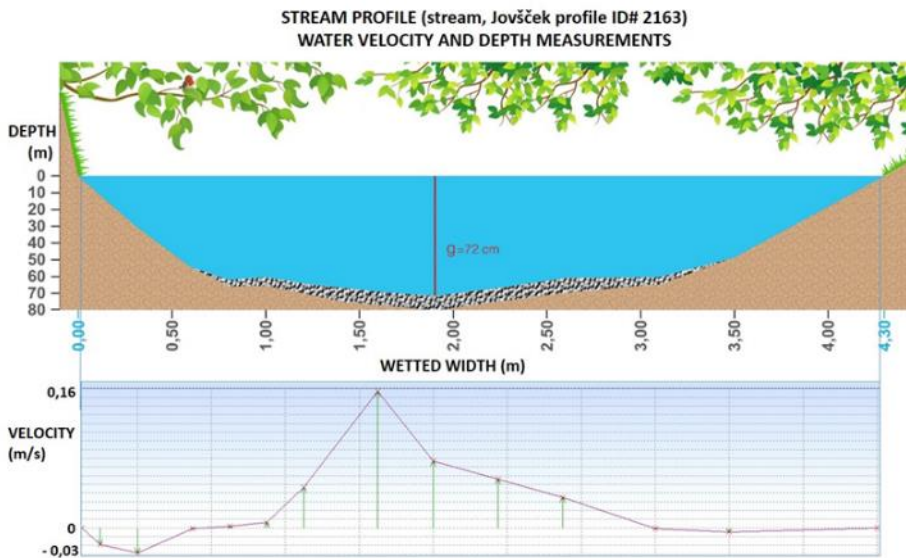 STREAM PROFILE (stream, Jovšček profile ID# 2163)
WATER VELOCITY AND DEPTH MEASUREMENTS
DEPTH
(m)
0
10
20
30
40
50
60
70
80
g=72 cm
0,00
0,50
1,00
1,50
2,00
2,50
3,00
3,50
4,00
4,30
WETTED WIDTH (m)
0,16
VELOCITY
(m/s)
0
- 0,03